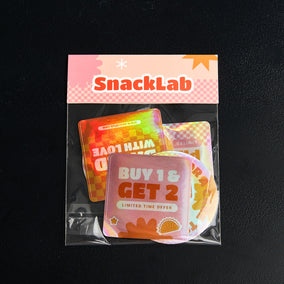 SnackLab
WITH LOVE
BUY 1 &
GET 2
LIMITED TIME OFFER